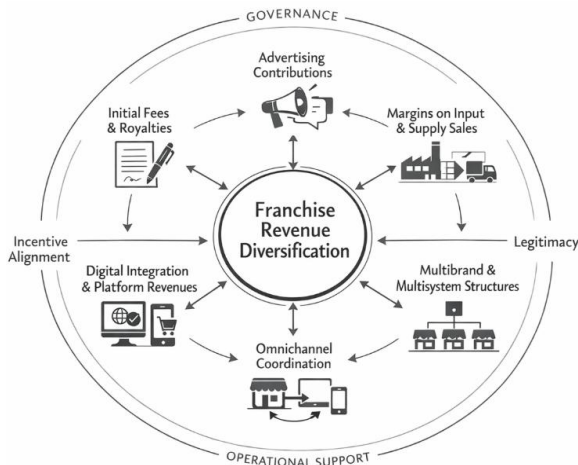 GOVERNANCE
Advertising
Contributions
Initial Fees
& Royalties
Margins on Input
& Supply Sales
Franchise
Revenue
Diversification
Incentive
Alignment
Legitimacy
Digital Integration
& Platform Revenues
Multibrand &
Multisystem Structures
Omnichannel
Coordination
OPERATIONAL SUPPORT